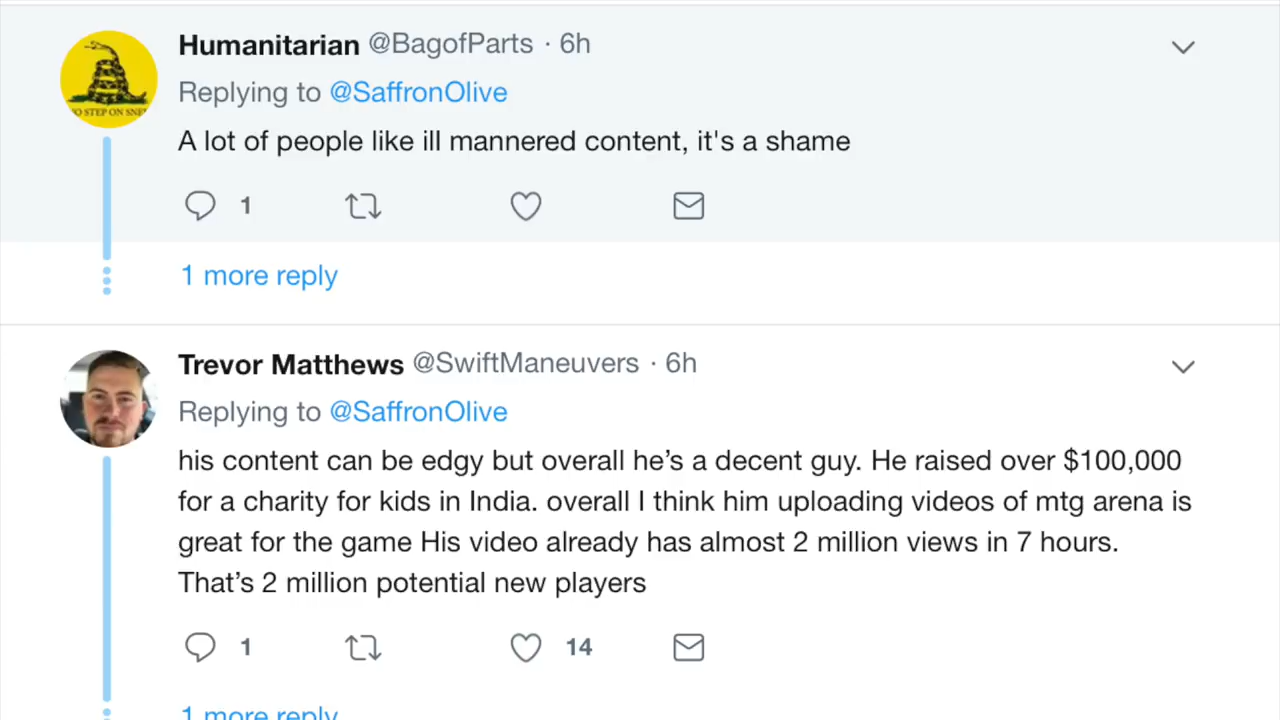 Humanitarian @BagofParts · 6h
Replying to @SaffronOlive
A lot of people like ill mannered content, it's a shame
1
1 more reply
Trevor Matthews @SwiftManeuvers · 6h
Replying to @SaffronOlive
his content can be edgy but overall he’s a decent guy. He raised over $100,000
for a charity for kids in India. overall I think him uploading videos of mtg arena is
great for the game His video already has almost 2 million views in 7 hours.
That’s 2 million potential new players
1 14
1 more reply